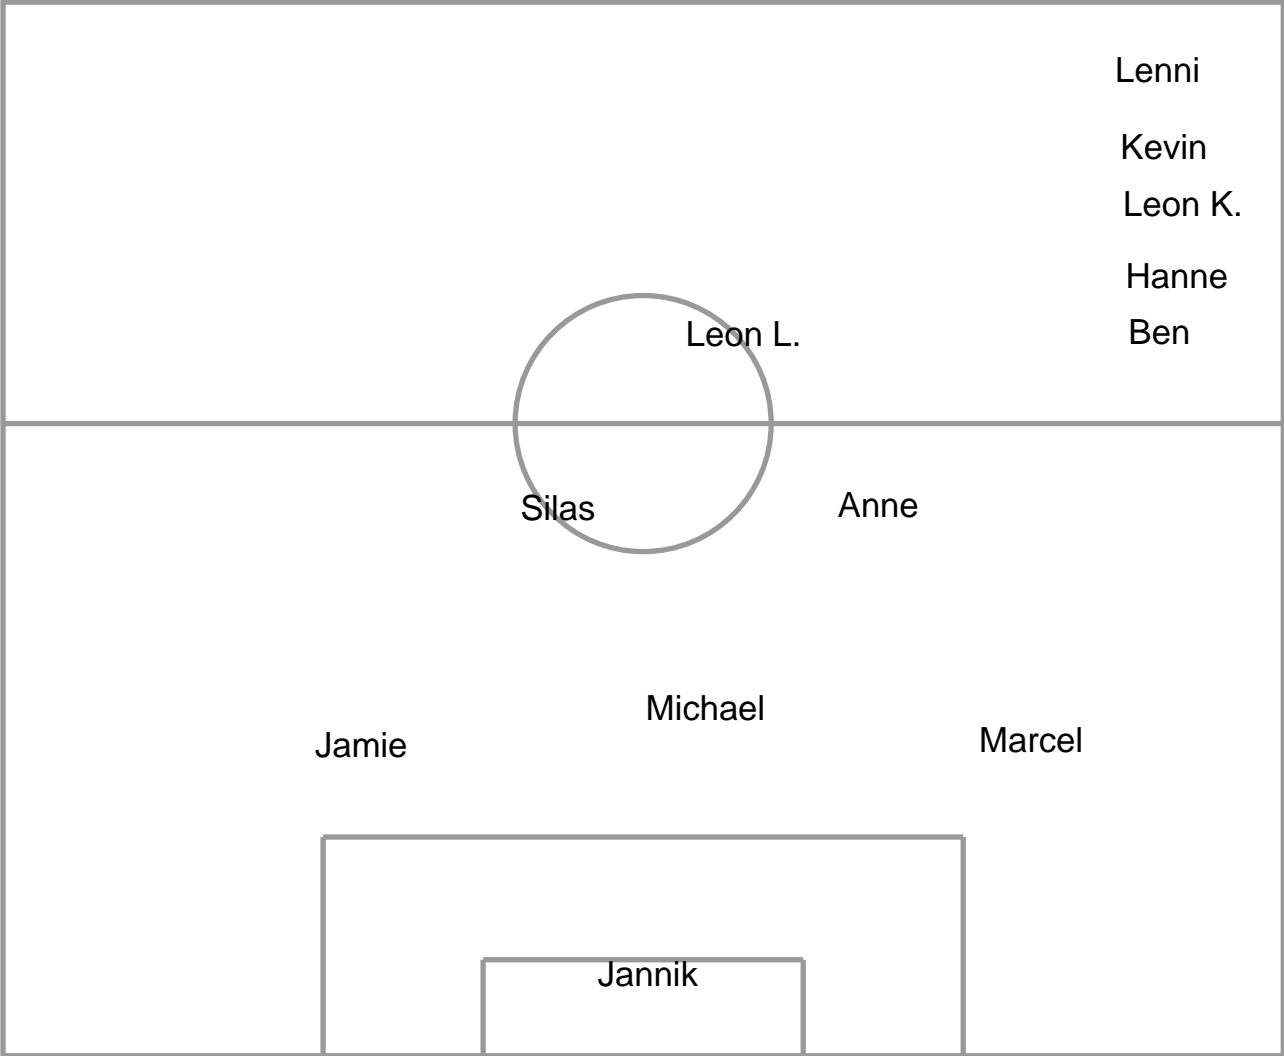 Lenni
Kevin
Leon K.
Hanne
Leon L.
Ben
Silas
Anne
Michael
Jamie
Marcel
Jannik